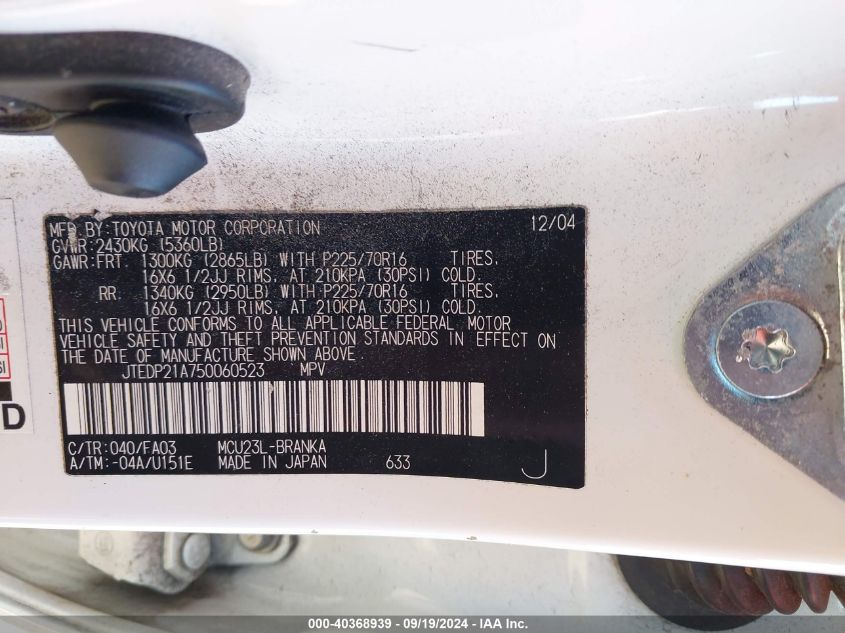 MFD. BY: TOYOTA MOTOR CORPORATION 12/04
GVWR: 2430KG (5360LB)
GAWR: FRT. 1300KG (2865LB) WITH P225/70R16 TIRES,
16X6 1/2JJ RIMS, AT 210KPA (30PSI) COLD.
RR. 1340KG (2950LB) WITH P225/70R16 TIRES,
16X6 1/2JJ RIMS, AT 210KPA (30PSI) COLD.
THIS VEHICLE CONFORMS TO ALL APPLICABLE FEDERAL MOTOR
VEHICLE SAFETY AND THEFT PREVENTION STANDARDS IN EFFECT ON
THE DATE OF MANUFACTURE SHOWN ABOVE.
JTEDP21A750060523 MPV
C/TR: 040/FA03 MCU23L-BRANKA
A/TM: -04A/U151E MADE IN JAPAN 633 J
D
000-40368939 - 09/19/2024 - IAA Inc.